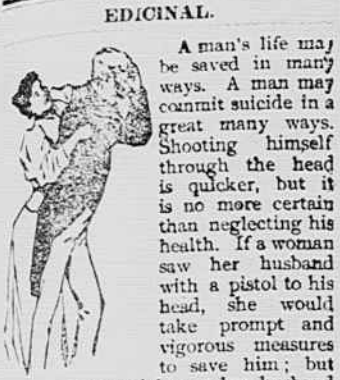 EDICINAL.
A man's life may
be saved in many
ways. A man may
commit suicide in a
great many ways.
Shooting himself
through the head
is quicker, but it
is no more certain
than neglecting his
health. If a woman
saw her husband
with a pistol to his
head, she would
take prompt and
vigorous measures
to save him; but